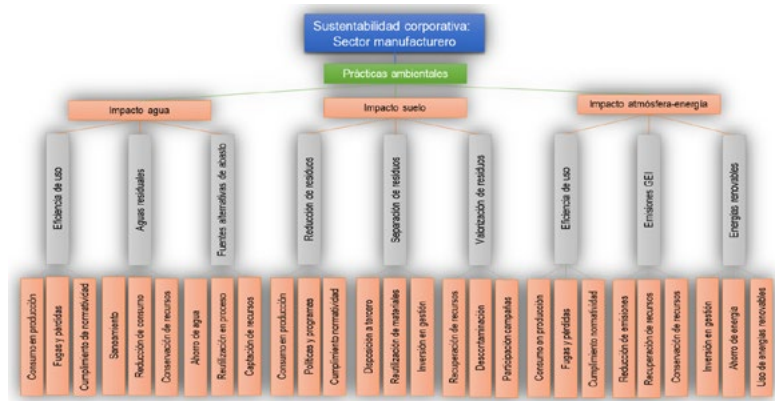 Sustentabilidad corporativa:
Sector manufacturero
Prácticas ambientales
Impacto agua
Impacto suelo
Impacto atmósfera-energía
Eficiencia de uso
Aguas residuales
Fuentes alternativas de abasto
Reducción de residuos
Separación de residuos
Valorización de residuos
Eficiencia de uso
Emisiones GEI
Energías renovables
Consumo en producción
Fugas y pérdidas
Cumplimiento de normatividad
Saneamiento
Reducción de consumo
Conservación de recursos
Ahorro de agua
Reutilización en proceso
Captación de recursos
Consumo en producción
Políticas y programas
Cumplimiento normatividad
Disposición a tercero
Reutilización de materiales
Inversión en gestión
Recuperación de recursos
Descontaminación
Participación campañas
Consumo en producción
Fugas y pérdidas
Cumplimiento normatividad
Reducción de emisiones
Recuperación de recursos
Conservación de recursos
Inversión en gestión
Ahorro de energía
Uso de energías renovables